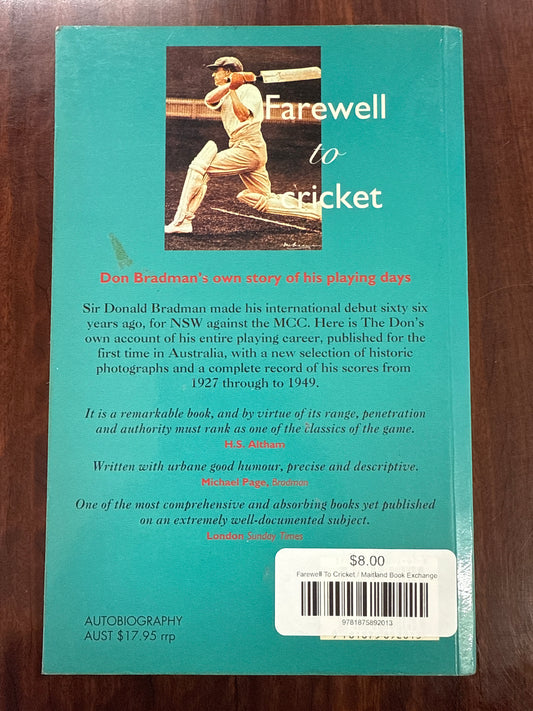 Farewell
to
cricket
Don Bradman's own story of his playing days
Sir Donald Bradman made his international debut sixty six
years ago, for NSW against the MCC. Here is The Don's
own account of his entire playing career, published for the
first time in Australia, with a new selection of historic
photographs and a complete record of his scores from
1927 through to 1949.
It is a remarkable book, and by virtue of its range, penetration
and authority must rank as one of the classics of the game.
H.S. Altham
Written with urbane good humour, precise and descriptive.
Michael Page, Bradman
One of the most comprehensive and absorbing books yet published
on an extremely well-documented subject.
London Sunday Times
$8.00
Farewell To Cricket / Maitland Book Exchange
9781875892013
AUTOBIOGRAPHY
AUST $17.95 rrp